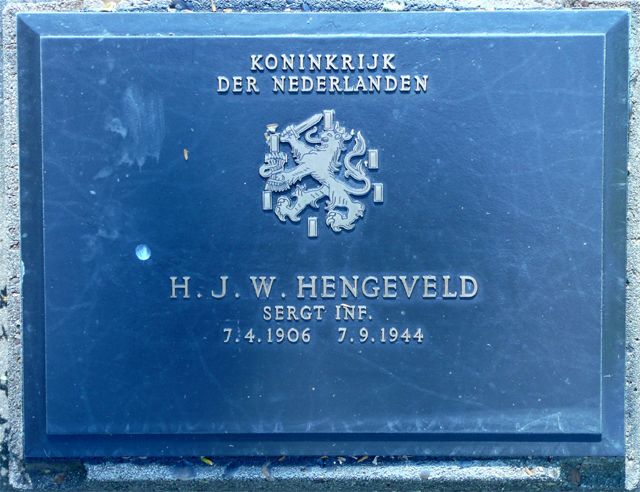 KONINKRIJK
DER NEDERLANDEN
H. J. W. HENGEVELD
SERGT INF.
7.4.1906 7.9.1944